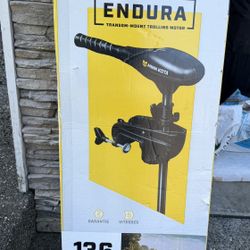 ENDURA
TRANSOM-MOUNT TROLLING MOTOR
MINN KOTA
136